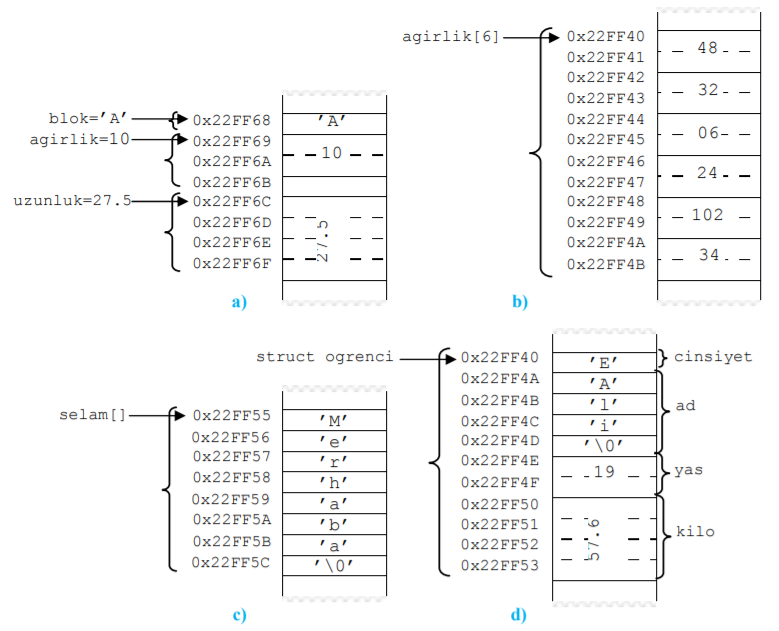 blok='A'
0x22FF68
'A'
agirlik=10
0x22FF69
0x22FF6A
10
0x22FF6B
uzunluk=27.5
0x22FF6C
0x22FF6D
0x22FF6E
0x22FF6F
27.5
a)
agirlik[6]
0x22FF40
0x22FF41
48
0x22FF42
0x22FF43
32
0x22FF44
0x22FF45
06
0x22FF46
0x22FF47
24
0x22FF48
0x22FF49
102
0x22FF4A
0x22FF4B
34
b)
selam[]
0x22FF55
'M'
0x22FF56
'e'
0x22FF57
'r'
0x22FF58
'h'
0x22FF59
'a'
0x22FF5A
'b'
0x22FF5B
'a'
0x22FF5C
'\0'
c)
struct ogrenci
0x22FF40
'E'
cinsiyet
0x22FF4A
'A'
0x22FF4B
'l'
ad
0x22FF4C
'i'
0x22FF4D
'\0'
0x22FF4E
0x22FF4F
19
yas
0x22FF50
0x22FF51
0x22FF52
0x22FF53
57.6
kilo
d)